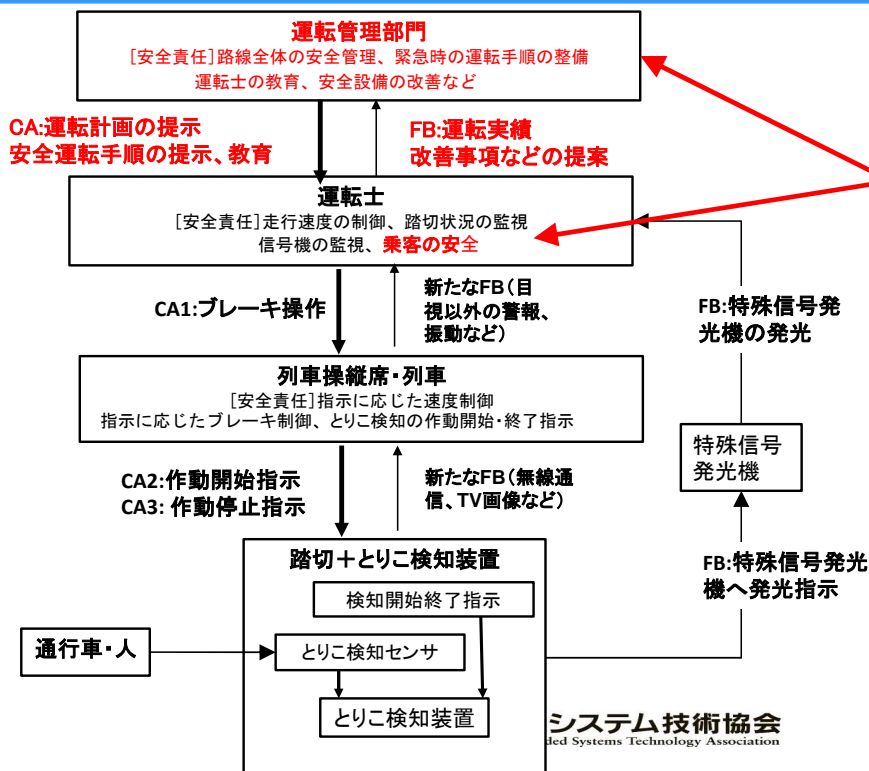 運転管理部門
[安全責任]路線全体の安全管理、緊急時の運転手順の整備
運転士の教育、安全設備の改善など
CA:運転計画の提示
安全運転手順の提示、教育
FB:運転実績
改善事項などの提案
運転士
[安全責任]走行速度の制御、踏切状況の監視
信号機の監視、乗客の安全
CA1:ブレーキ操作
新たなFB(目
視以外の警報、
振動など)
FB:特殊信号発
光機の発光
列車操縦席・列車
[安全責任]指示に応じた速度制御
指示に応じたブレーキ制御、とりこ検知の作動開始・終了指示
特殊信号
発光機
CA2:作動開始指示
CA3: 作動停止指示
新たなFB(無線通
信、TV画像など)
踏切+とりこ検知装置
FB:特殊信号発光
機へ発光指示
検知開始終了指示
通行車・人
とりこ検知センサ
とりこ検知装置
システム技術協会
ded Systems Technology Association